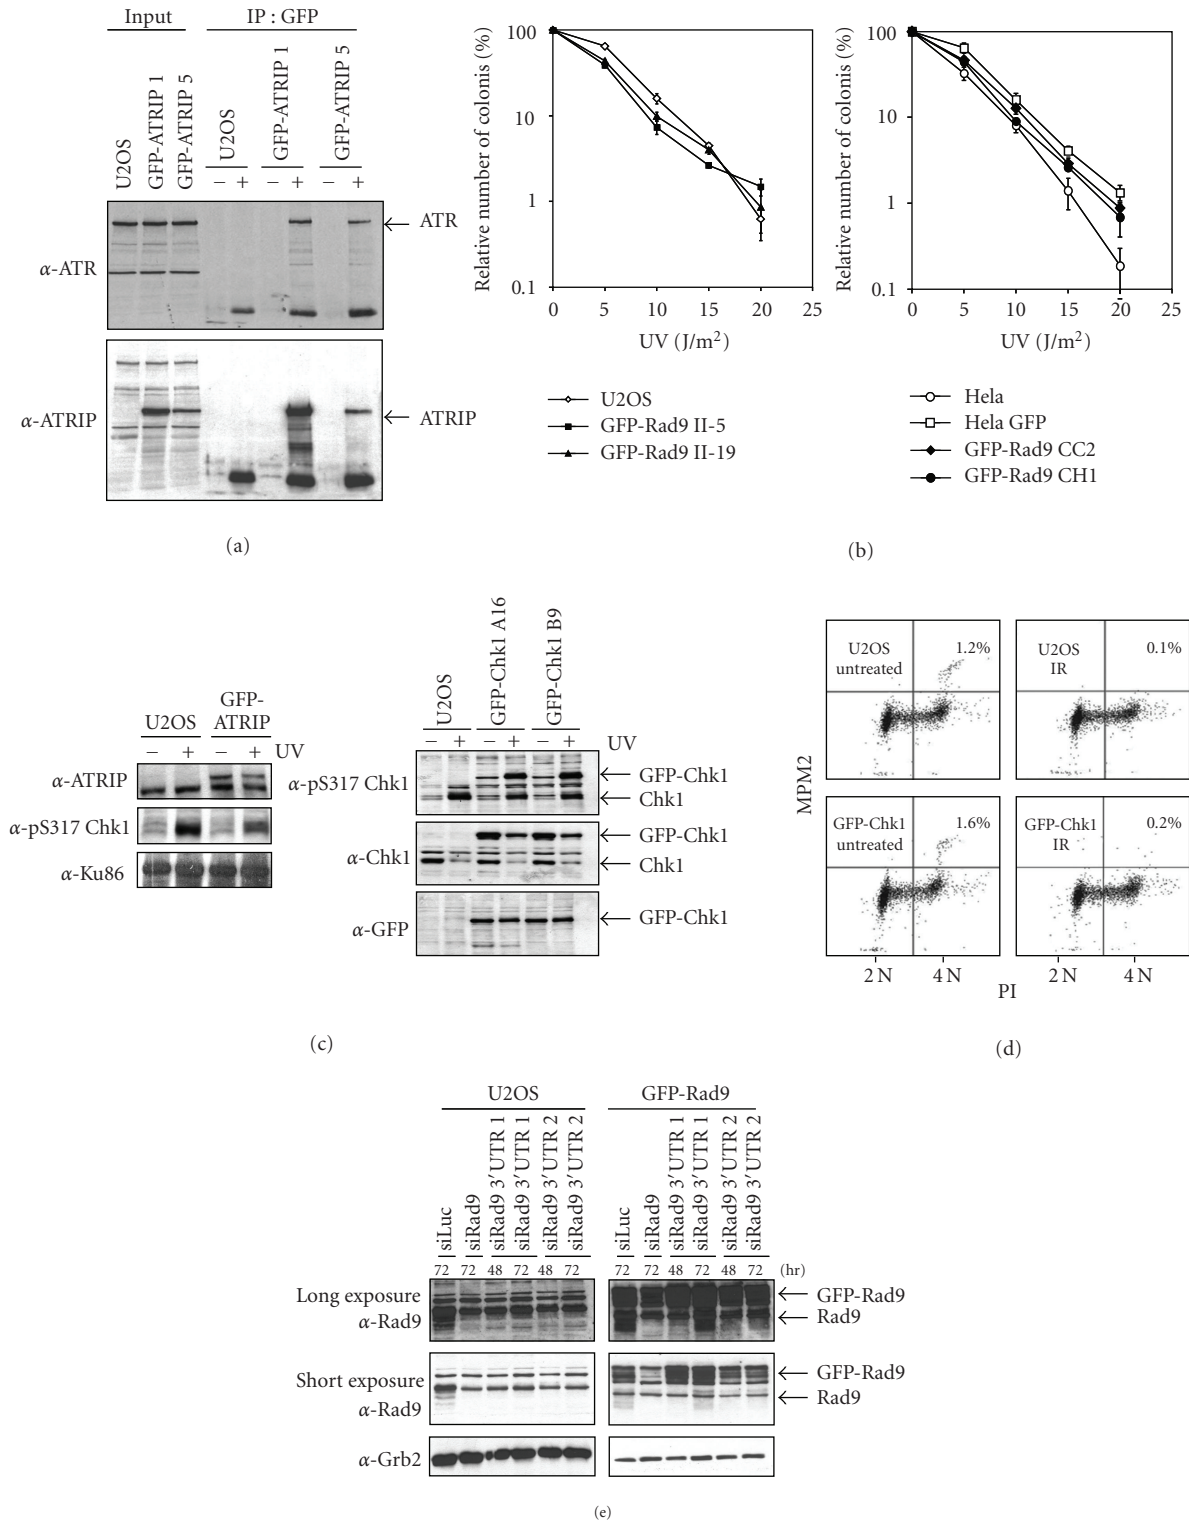 Input
IP : GFP
U2OS
GFP-ATRIP 1
GFP-ATRIP 5
U2OS
GFP-ATRIP 1
GFP-ATRIP 5
− + − + − +
α-ATR
ATR
α-ATRIP
ATRIP
(a)
Relative number of colonis (%)
100
10
1
0.1
0 5 10 15 20 25
UV (J/m²)
U2OS
GFP-Rad9 II-5
GFP-Rad9 II-19
Relative number of colonis (%)
100
10
1
0.1
0 5 10 15 20 25
UV (J/m²)
Hela
Hela GFP
GFP-Rad9 CC2
GFP-Rad9 CH1
(b)
U2OS
GFP-
ATRIP
− + − + UV
α-ATRIP
α-pS317 Chk1
α-Ku86
U2OS
GFP-Chk1 A16
GFP-Chk1 B9
− + − + − + UV
α-pS317 Chk1
GFP-Chk1
Chk1
α-Chk1
GFP-Chk1
Chk1
α-GFP
GFP-Chk1
(c)
MPM2
U2OS
untreated
1.2%
U2OS
IR
0.1%
GFP-Chk1
untreated
1.6%
GFP-Chk1
IR
0.2%
2 N 4 N 2 N 4 N
PI
(d)
U2OS
GFP-Rad9
siLuc
siRad9
siRad9 3′UTR 1
siRad9 3′UTR 1
siRad9 3′UTR 2
siRad9 3′UTR 2
siLuc
siRad9
siRad9 3′UTR 1
siRad9 3′UTR 1
siRad9 3′UTR 2
siRad9 3′UTR 2
72 72 48 72 48 72 72 72 48 72 48 72 (hr)
Long exposure
α-Rad9
GFP-Rad9
Rad9
Short exposure
α-Rad9
GFP-Rad9
Rad9
α-Grb2
(e)